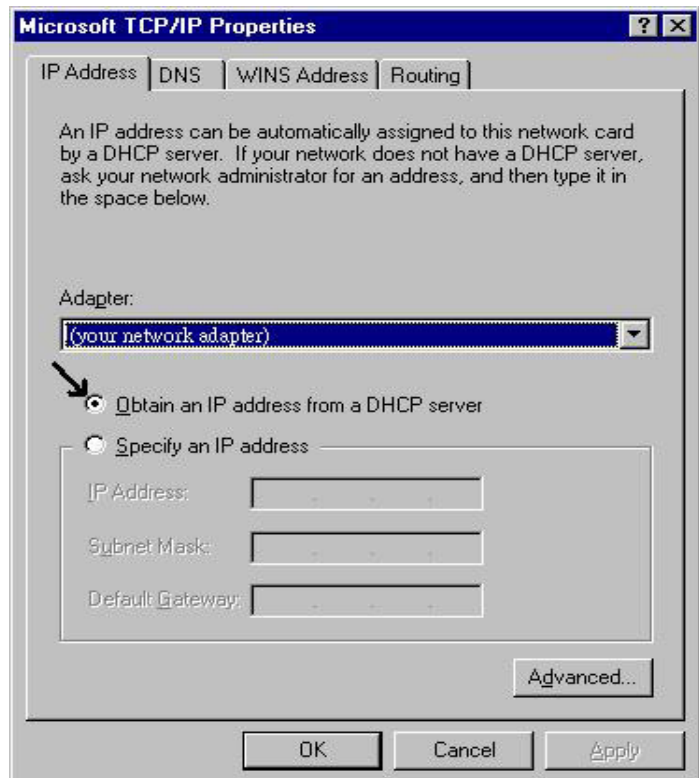 Microsoft TCP/IP Properties
IP Address DNS WINS Address Routing
An IP address can be automatically assigned to this network card
by a DHCP server. If your network does not have a DHCP server,
ask your network administrator for an address, and then type it in
the space below.
Adapter:
(your network adapter)
Obtain an IP address from a DHCP server
Specify an IP address
IP Address:
Subnet Mask:
Default Gateway:
Advanced...
OK Cancel Apply